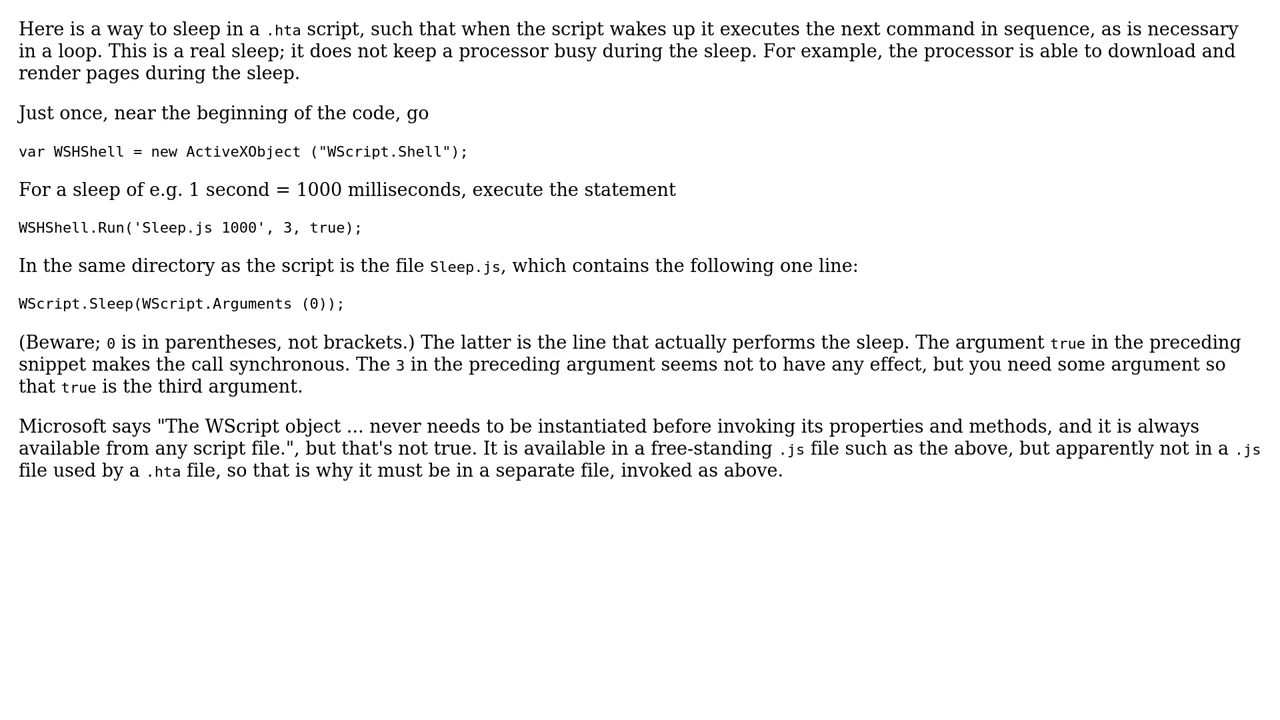 Here is a way to sleep in a .hta script, such that when the script wakes up it executes the next command in sequence, as is necessary
in a loop. This is a real sleep; it does not keep a processor busy during the sleep. For example, the processor is able to download and
render pages during the sleep.
Just once, near the beginning of the code, go
var WSHShell = new ActiveXObject ("WScript.Shell");
For a sleep of e.g. 1 second = 1000 milliseconds, execute the statement
WSHShell.Run('Sleep.js 1000', 3, true);
In the same directory as the script is the file Sleep.js, which contains the following one line:
WScript.Sleep(WScript.Arguments (0));
(Beware; 0 is in parentheses, not brackets.) The latter is the line that actually performs the sleep. The argument true in the preceding
snippet makes the call synchronous. The 3 in the preceding argument seems not to have any effect, but you need some argument so
that true is the third argument.
Microsoft says "The WScript object ... never needs to be instantiated before invoking its properties and methods, and it is always
available from any script file.", but that's not true. It is available in a free-standing .js file such as the above, but apparently not in a .js
file used by a .hta file, so that is why it must be in a separate file, invoked as above.